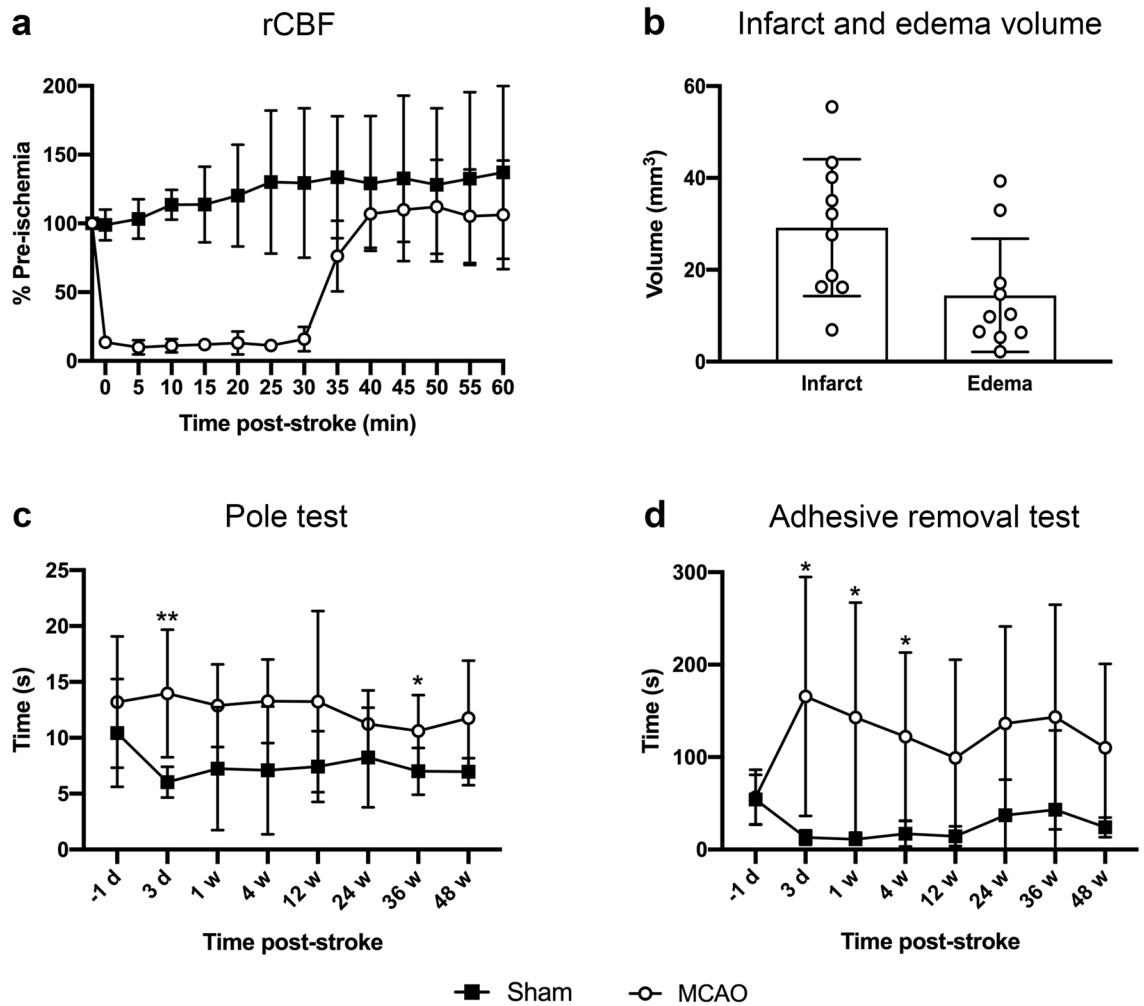 a rCBF
% Pre-ischemia
200
150
100
50
0
0 5 10 15 20 25 30 35 40 45 50 55 60
Time post-stroke (min)
b Infarct and edema volume
Volume (mm³)
60
40
20
0
Infarct Edema
c Pole test
Time (s)
25
20
15
10
5
0
**
*
-1 d 3 d 1 w 4 w 12 w 24 w 36 w 48 w
Time post-stroke
d Adhesive removal test
Time (s)
300
200
100
0
*
*
*
-1 d 3 d 1 w 4 w 12 w 24 w 36 w 48 w
Time post-stroke
Sham MCAO